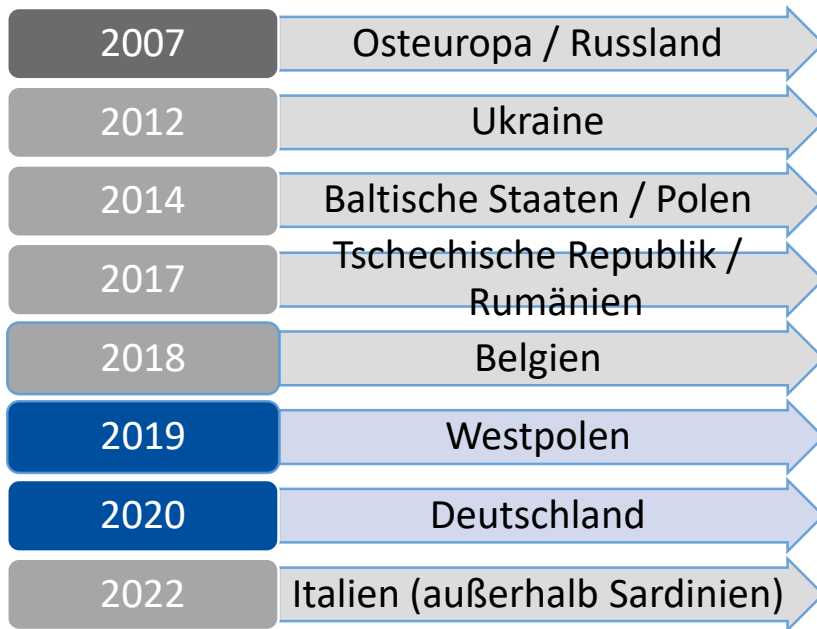 2007 Osteuropa / Russland
2012 Ukraine
2014 Baltische Staaten / Polen
2017 Tschechische Republik /
Rumänien
2018 Belgien
2019 Westpolen
2020 Deutschland
2022 Italien (außerhalb Sardinien)